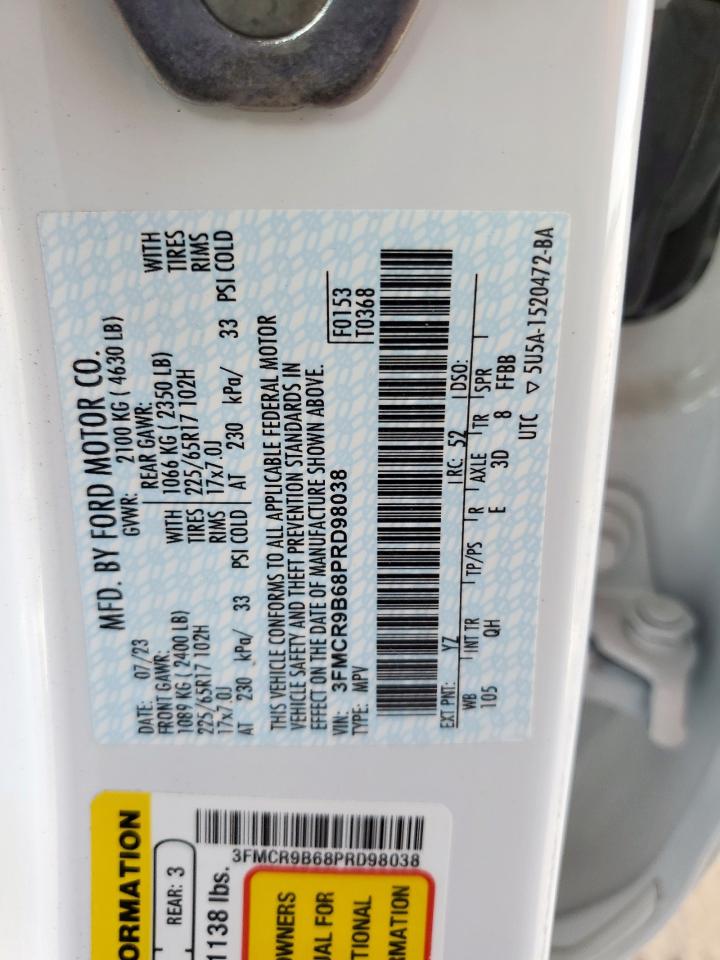 MFD. BY FORD MOTOR CO.
DATE: 07/23 GVWR: 2100 KG ( 4630 LB)
FRONT GAWR: REAR GAWR:
1089 KG ( 2400 LB) WITH 1066 KG ( 2350 LB) WITH
225/65R17 102H TIRES 225/65R17 102H TIRES
17x7.0J RIMS 17x7.0J RIMS
AT 230 kPa/ 33 PSI COLD AT 230 kPa/ 33 PSI COLD
THIS VEHICLE CONFORMS TO ALL APPLICABLE FEDERAL MOTOR
VEHICLE SAFETY AND THEFT PREVENTION STANDARDS IN
EFFECT ON THE DATE OF MANUFACTURE SHOWN ABOVE.
VIN: 3FMCR9B68PRD98038 F0153
TYPE: MPV T0368
EXT PNT: YZ RC: 52 DSO:
WB INT TR TP/PS R AXLE TR SPR
105 QH E 3D 8 FFBB
UTC ▽ 5U5A-1520472-BA
ORMATION
REAR: 3
3FMCR9B68PRD98038
1138 lbs.
OWNERS
UAL FOR
TIONAL
RMATION